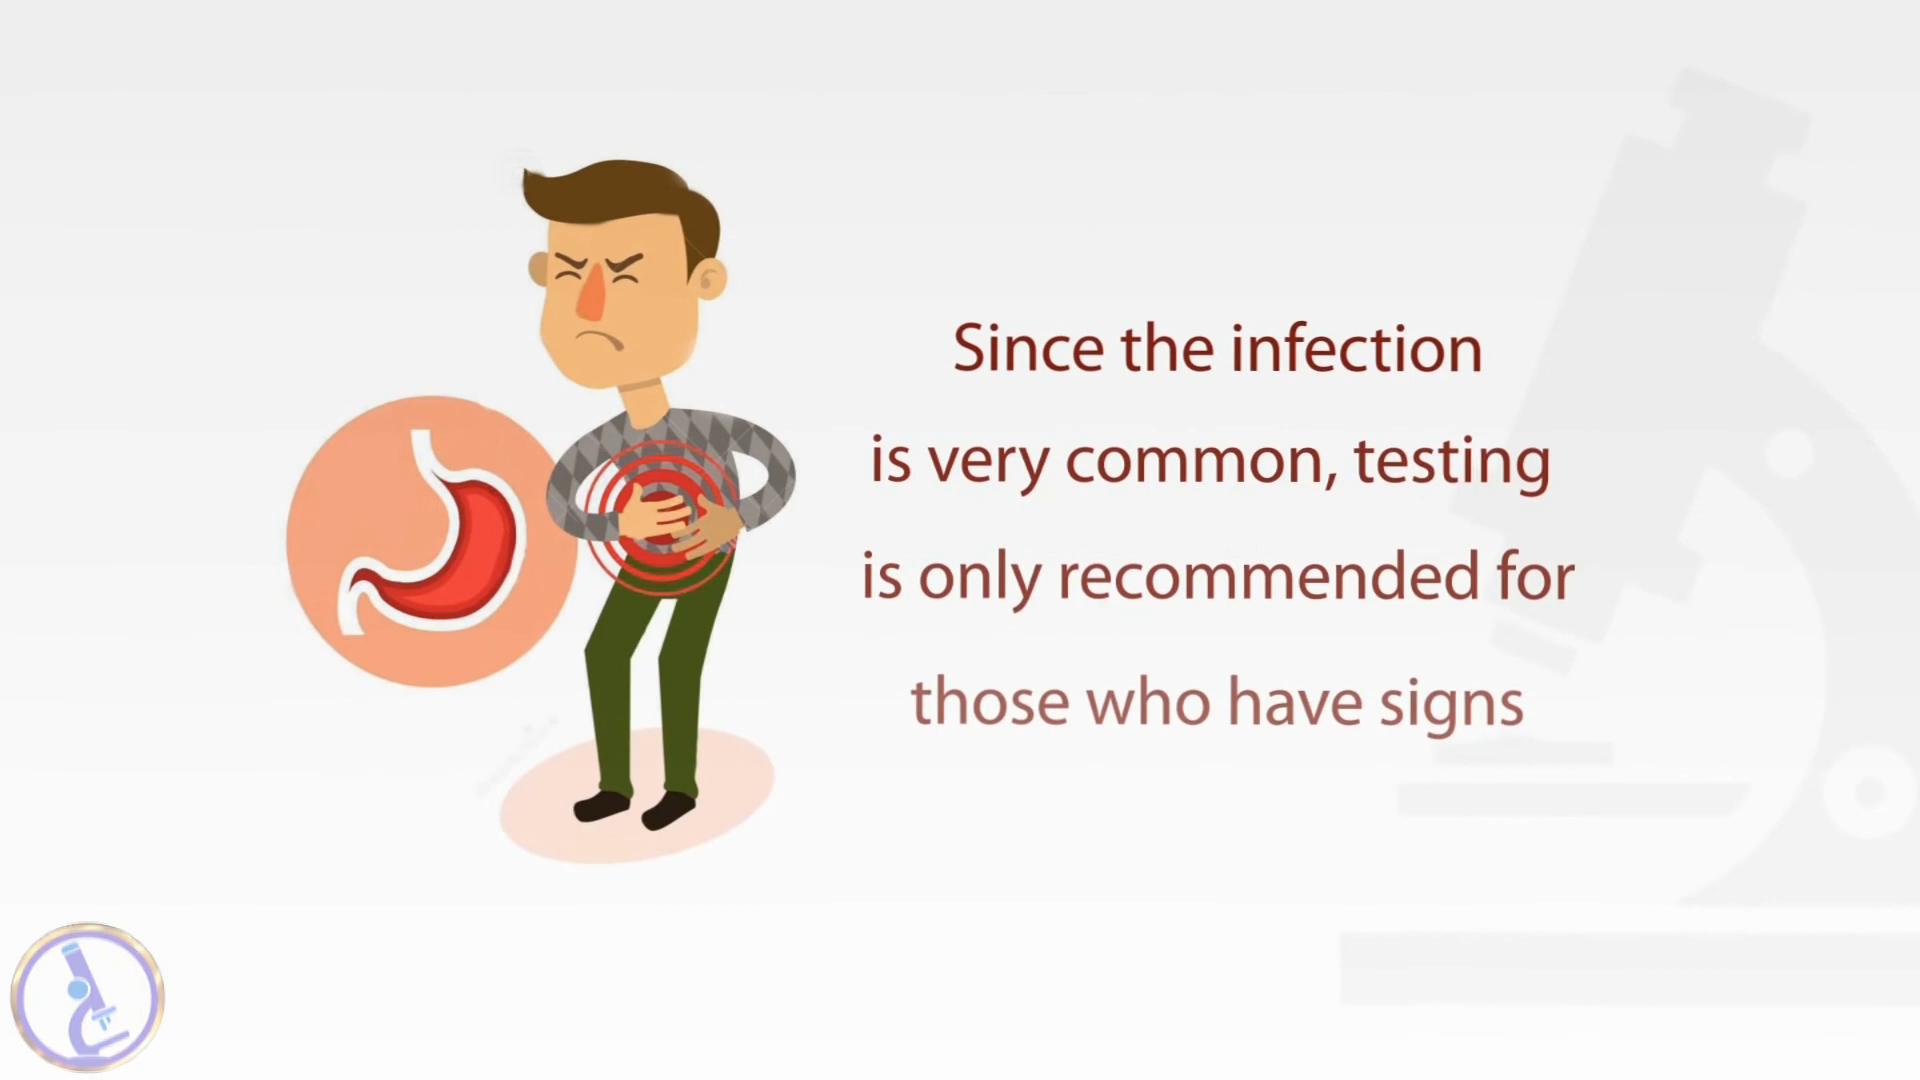 Since the infection
is very common, testing
is only recommended for
those who have signs